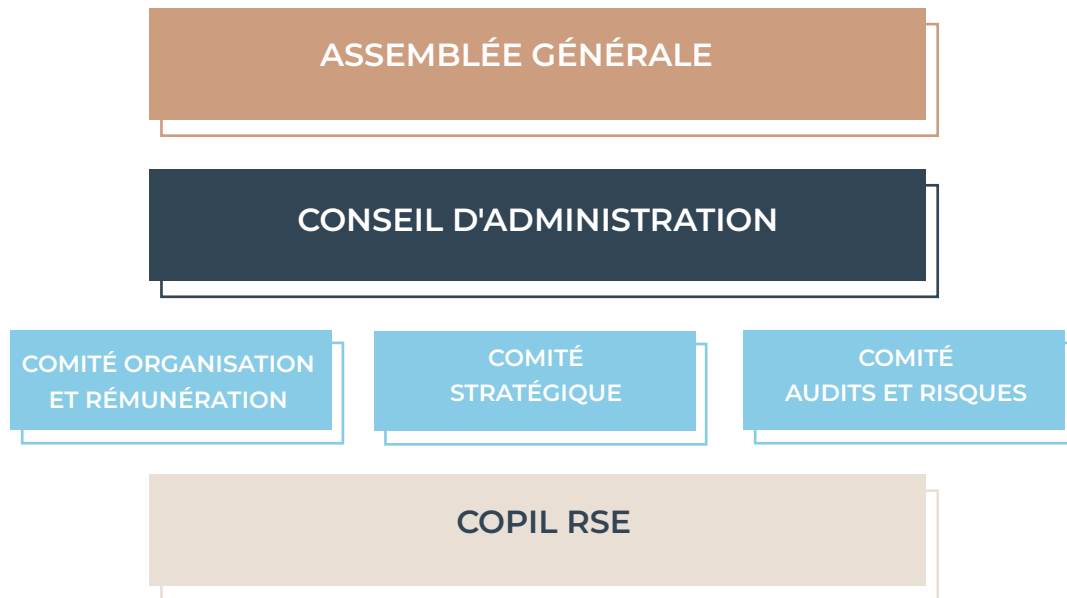 ASSEMBLÉE GÉNÉRALE
CONSEIL D'ADMINISTRATION
COMITÉ ORGANISATION
ET RÉMUNÉRATION
COMITÉ
STRATÉGIQUE
COMITÉ
AUDITS ET RISQUES
COPIL RSE